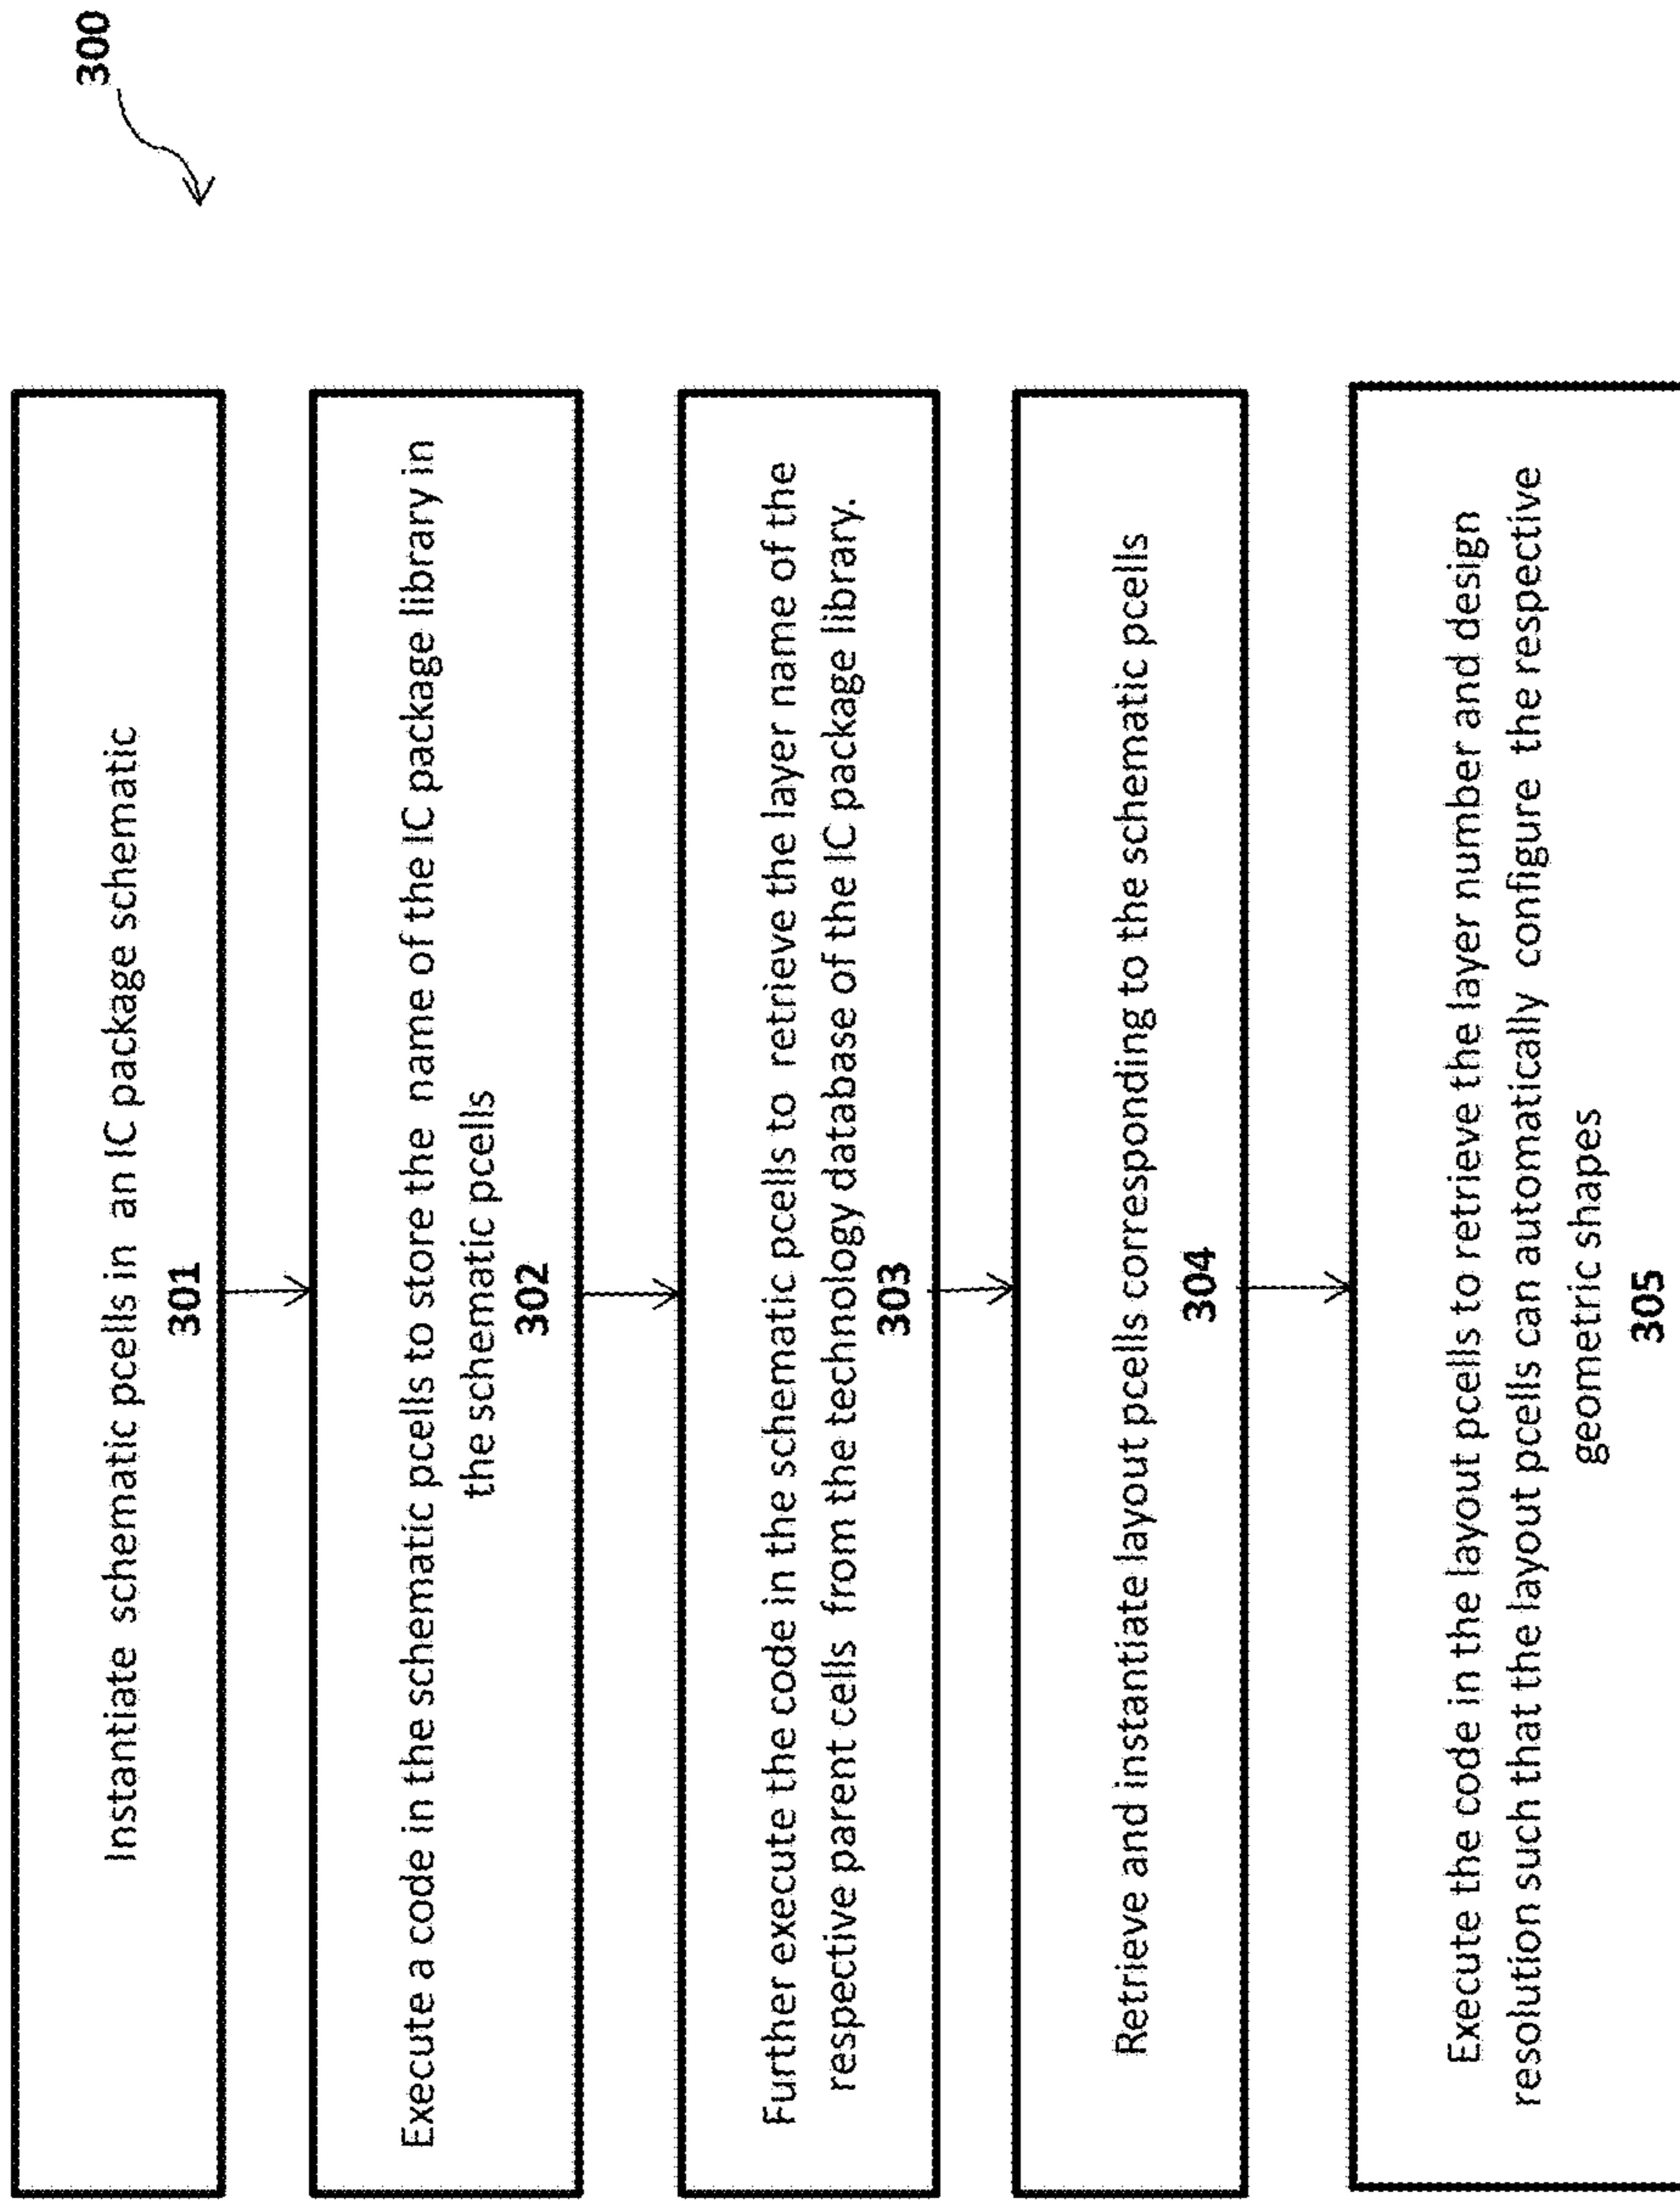 300
Instantiate schematic pcells in an IC package schematic
301
Execute a code in the schematic pcells to store the name of the IC package library in
the schematic pcells
302
Further execute the code in the schematic pcells to retrieve the layer name of the
respective parent cells from the technology database of the IC package library.
303
Retrieve and instantiate layout pcells corresponding to the schematic pcells
304
Execute the code in the layout pcells to retrieve the layer number and design
resolution such that the layout pcells can automatically configure the respective
geometric shapes
305